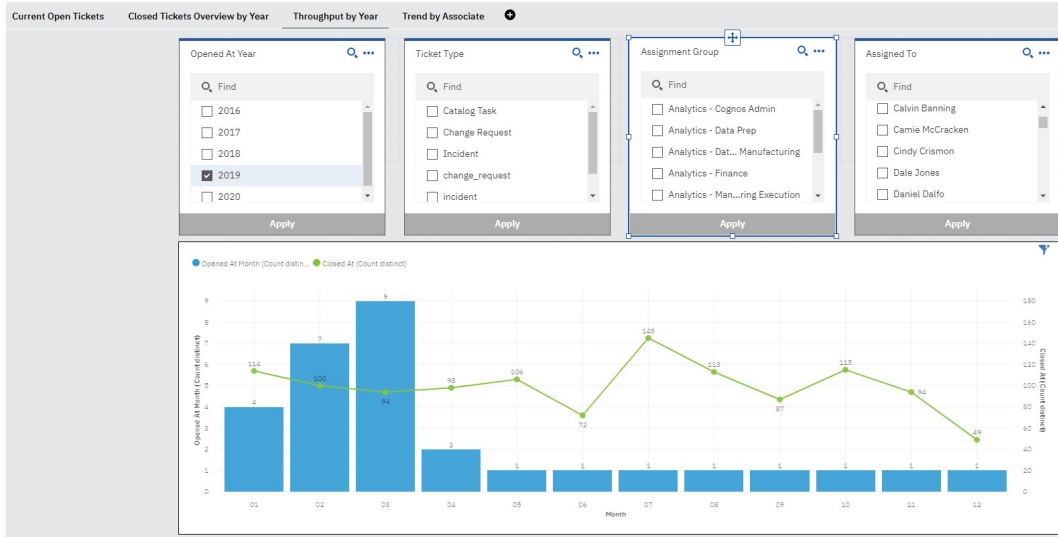 Current Open Tickets Closed Tickets Overview by Year Throughput by Year Trend by Associate
Opened At Year
Find
2016
2017
2018
2019
2020
Apply
Ticket Type
Find
Catalog Task
Change Request
Incident
change_request
incident
Apply
Assignment Group
Find
Analytics - Cognos Admin
Analytics - Data Prep
Analytics - Dat... Manufacturing
Analytics - Finance
Analytics - Man...ring Execution
Apply
Assigned To
Find
Calvin Banning
Camie McCracken
Cindy Crismon
Dale Jones
Daniel Dalfo
Apply
Opened At Month (Count distin... Closed At (Count distinct)
Opened At Month (Count distinct)
9
8
7
6
5
4
3
2
1
0
4 7 9 2 1 1 1 1 1 1 1 1
114 100 94 98 106 72 145 113 87 115 94 49
180
160
140
120
100
80
60
40
20
0
Closed At (Count distinct)
01 02 03 04 05 06 07 08 09 10 11 12
Month